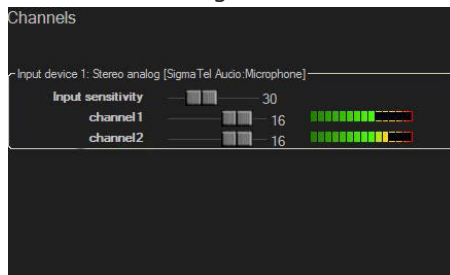 Channels
Input device 1: Stereo analog [SigmaTel Audio:Microphone]
Input sensitivity 30
channel1 16
channel2 16